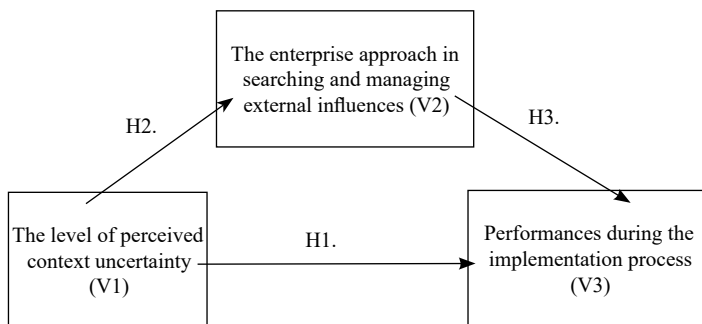 The enterprise approach in
searching and managing
external influences (V2)
H2.
H3.
The level of perceived
context uncertainty
(V1)
H1.
Performances during the
implementation process
(V3)